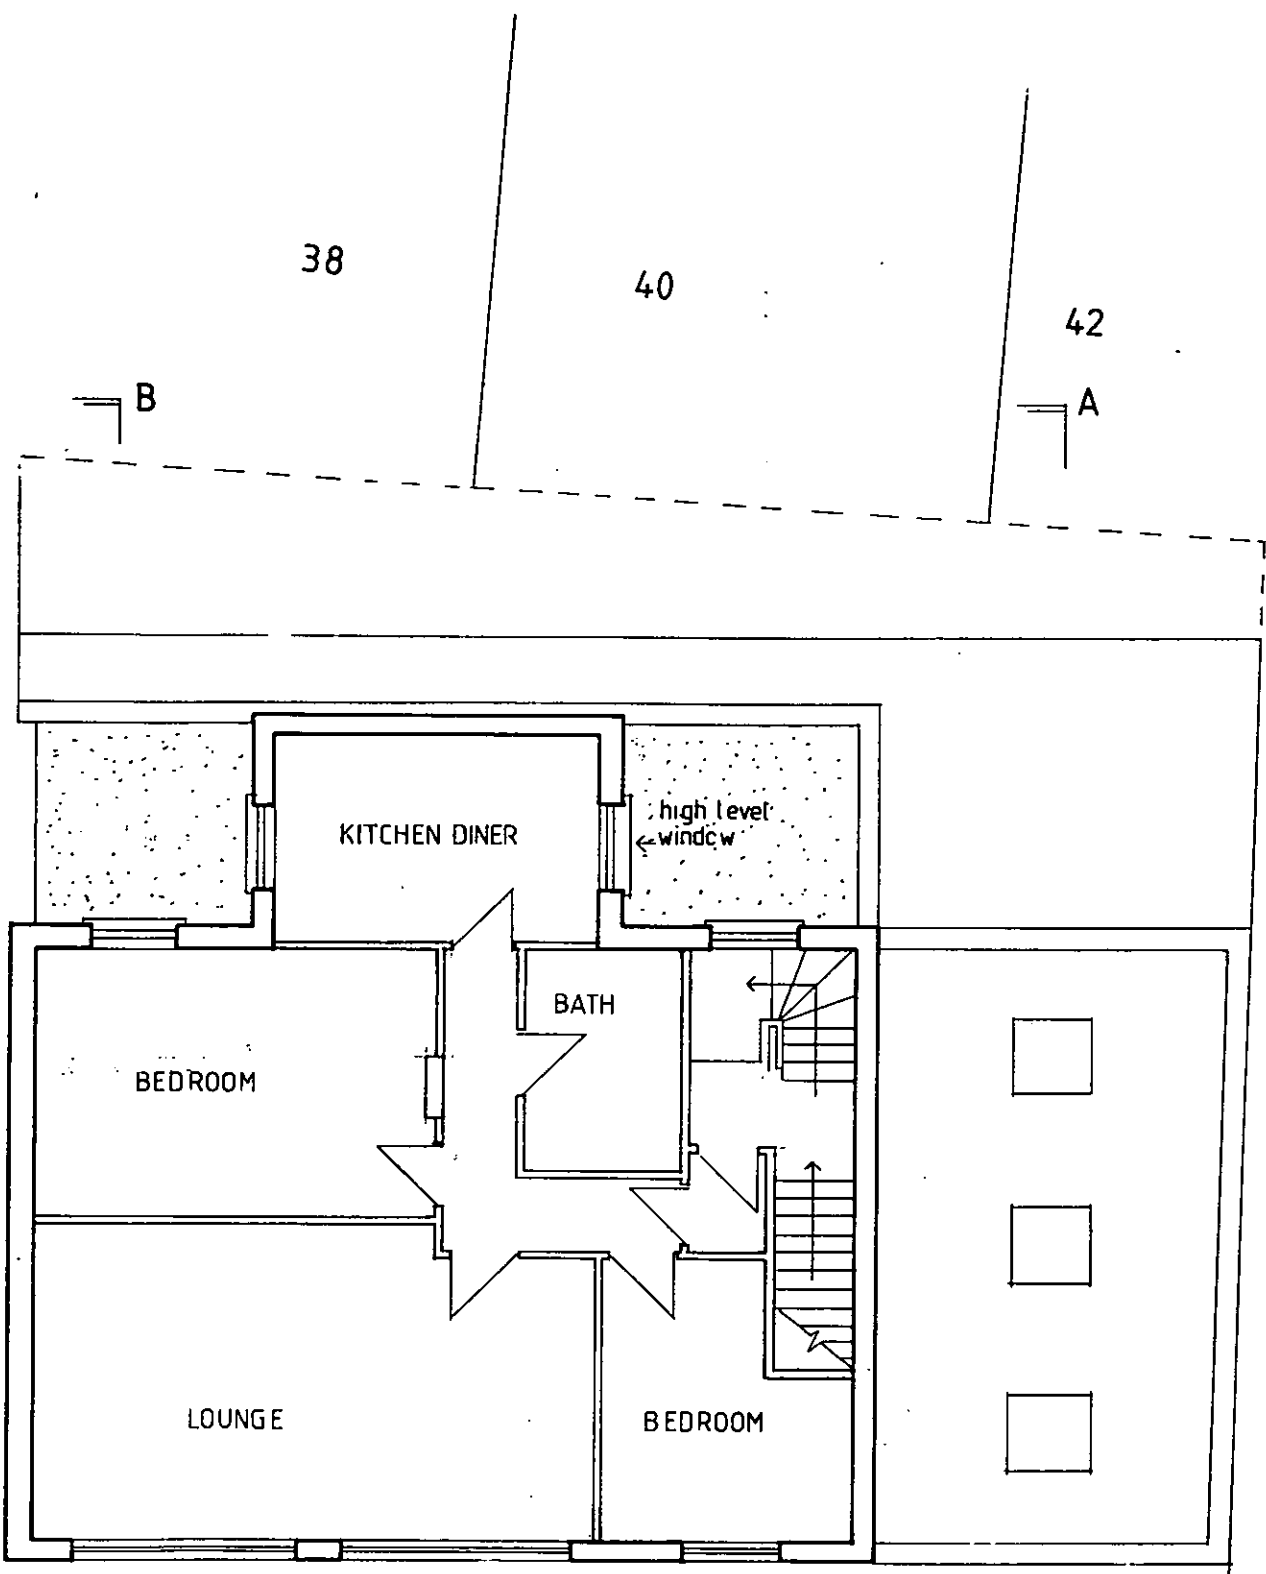 38
40
42
B
A
high level
window
KITCHEN DINER
BATH
BEDROOM
LOUNGE
BEDROOM